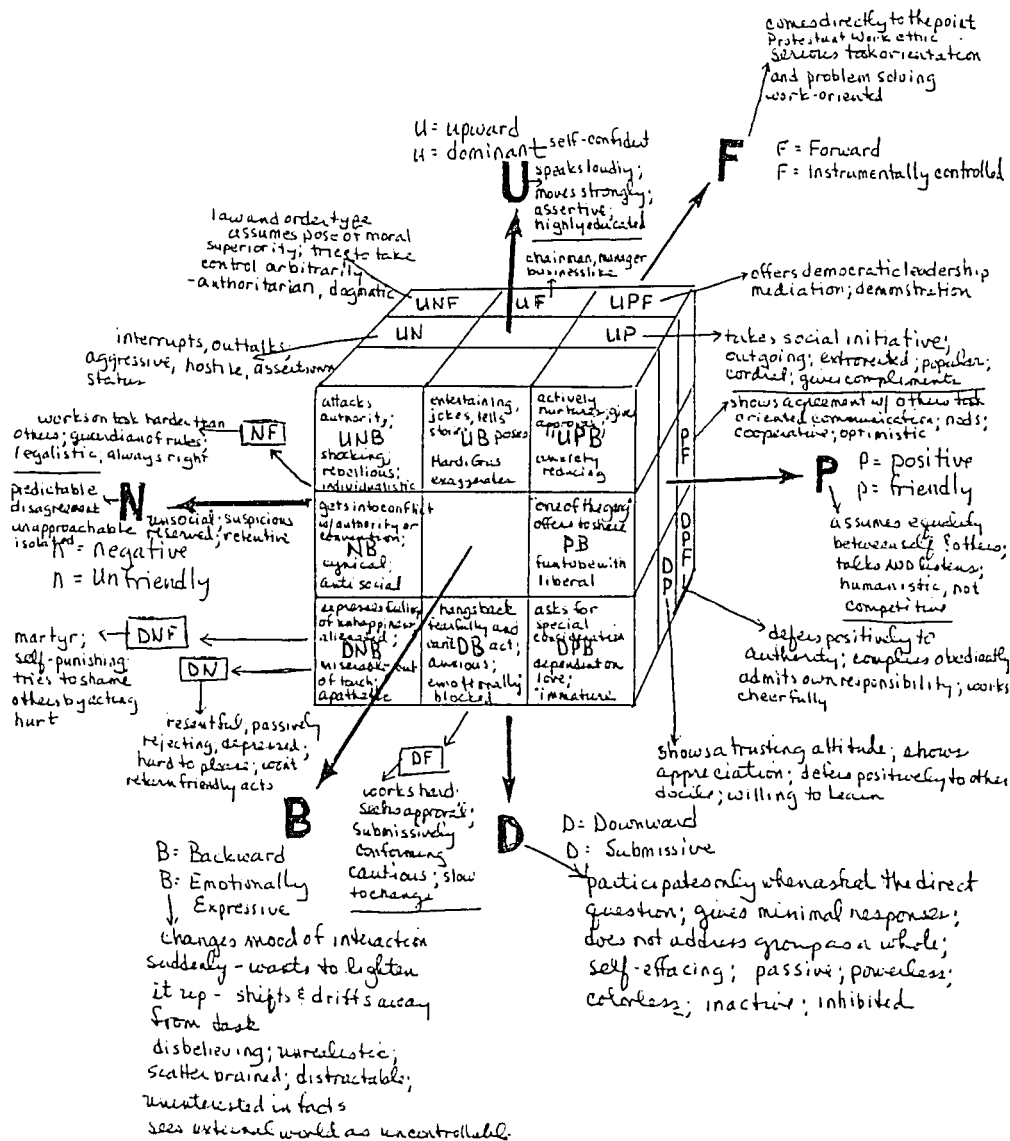 comes directly to the point
Protestant work ethic
serious task orientation
and problem solving
work-oriented
F
F = Forward
F = Instrumentally controlled
U = upward
u = dominant
self-confident
U
speaks loudly;
moves strongly;
assertive;
highly educated
chairman, manager
businesslike
law and order type
assumes pose of moral
superiority; tries to take
control arbitrarily
-authoritarian, dogmatic
UNF
UF
UPF
offers democratic leadership
mediation; demonstration
UN
UP
interrupts, outtalks;
aggressive, hostile, assertion
status
takes social initiative;
outgoing; extroverted; popular;
cordial; gives compliments
attacks
authority;
UNB
shocking,
rebellious;
individualistic
entertaining,
jokes, tells
UB poses
Mardi Gras
exaggerates
actively
nurtures; gives
approval;
UPB
anxiety
reducing
PF
shows agreement w/ others task
oriented communication; nods;
cooperative; optimistic
works on task harder than
others; guardian of rules;
legalistic, always right
NF
N
predictable
disagreement
unapproachable
isolated
unsocial; suspicious
reserved; retentive
n = negative
n = Unfriendly
P
P = positive
p = friendly
assumes equality
between self & others;
talks AND listens;
humanistic, not
competitive
gets into conflict
w/authority or
convention;
NB
cynical;
anti social
one of the gang
offers to share
PB
fun to be with
liberal
DP
DPF
expresses feeling
of unhappiness
alienated;
DNB
miserable-out
of touch;
apathetic
hangs back
tearfully and
can't DB act;
anxious;
emotionally
blocked
asks for
special
consideration
DPB
dependent on
love;
"immature"
martyr;
self-punishing
tries to shame
others by acting
hurt
DNF
DN
resentful, passively
rejecting, depressed;
hard to please; won't
return friendly acts
defers positively to
authority; complies obediently
admits own responsibility; works
cheerfully
shows a trusting attitude; shows
appreciation; defers positively to other
docile; willing to learn
DF
works hard
seeks approval;
submissively
conforming
cautious; slow
to change
B
B = Backward
B = Emotionally
Expressive
changes mood of interaction
suddenly - wants to lighten
it up - shifts & drifts away
from task
disbelieving; unrealistic;
scatter brained; distractable;
uninterested in facts
sees external world as uncontrollable
D
D = Downward
D = Submissive
participates only when asked the direct
question; gives minimal responses;
does not address group as a whole;
self-effacing; passive; powerless;
colorless; inactive; inhibited